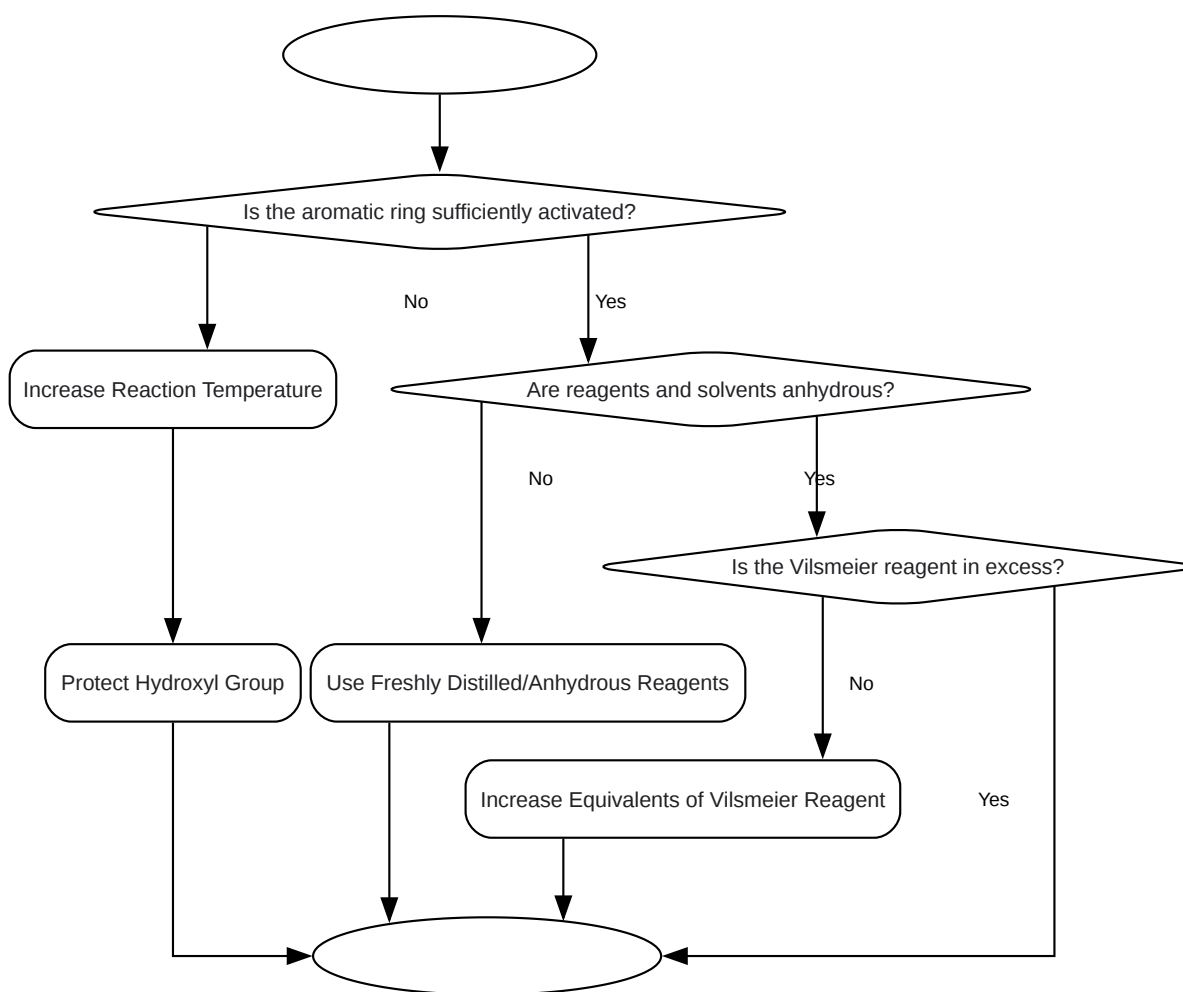 Is the aromatic ring sufficiently activated?
No
Yes
Increase Reaction Temperature
Are reagents and solvents anhydrous?
No
Yes
Is the Vilsmeier reagent in excess?
Protect Hydroxyl Group
Use Freshly Distilled/Anhydrous Reagents
No
Increase Equivalents of Vilsmeier Reagent
Yes